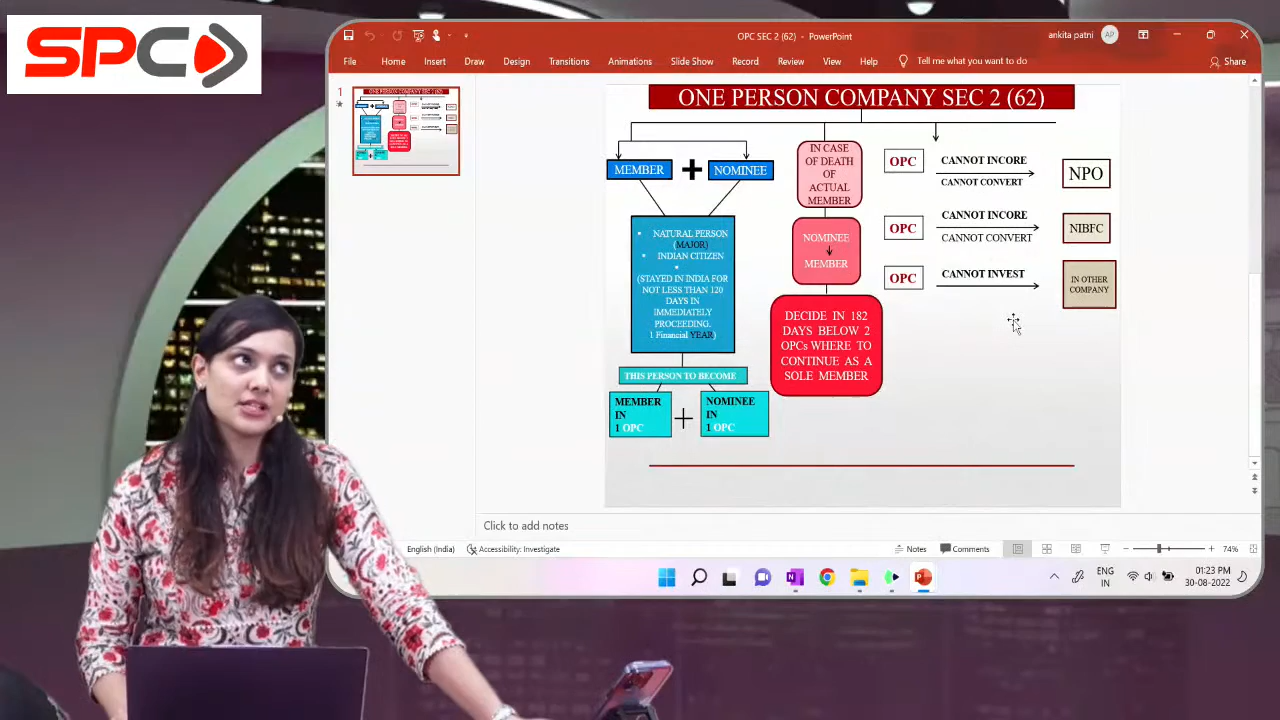 SPC
OPC SEC 2 (62) - PowerPoint
ankita patni
AP
File Home Insert Draw Design Transitions Animations Slide Show Record Review View Help Tell me what you want to do Share
1
ONE PERSON COMPANY SEC 2 (62)
MEMBER + NOMINEE
NATURAL PERSON
(MAJOR)
INDIAN CITIZEN
(STAYED IN INDIA FOR
NOT LESS THAN 120
DAYS IN
IMMEDIATELY
PROCEEDING.
1 Financial YEAR)
THIS PERSON TO BECOME
MEMBER
IN
1 OPC
+
NOMINEE
IN
1 OPC
IN CASE
OF DEATH
OF
ACTUAL
MEMBER
NOMINEE
MEMBER
DECIDE IN 182
DAYS BELOW 2
OPCs WHERE TO
CONTINUE AS A
SOLE MEMBER
OPC
CANNOT INCORE
CANNOT CONVERT
NPO
OPC
CANNOT INCORE
CANNOT CONVERT
NIBFC
OPC
CANNOT INVEST
IN OTHER
COMPANY
Click to add notes
English (India) Accessibility: Investigate Notes Comments 74%
ENG
IN
01:23 PM
30-08-2022